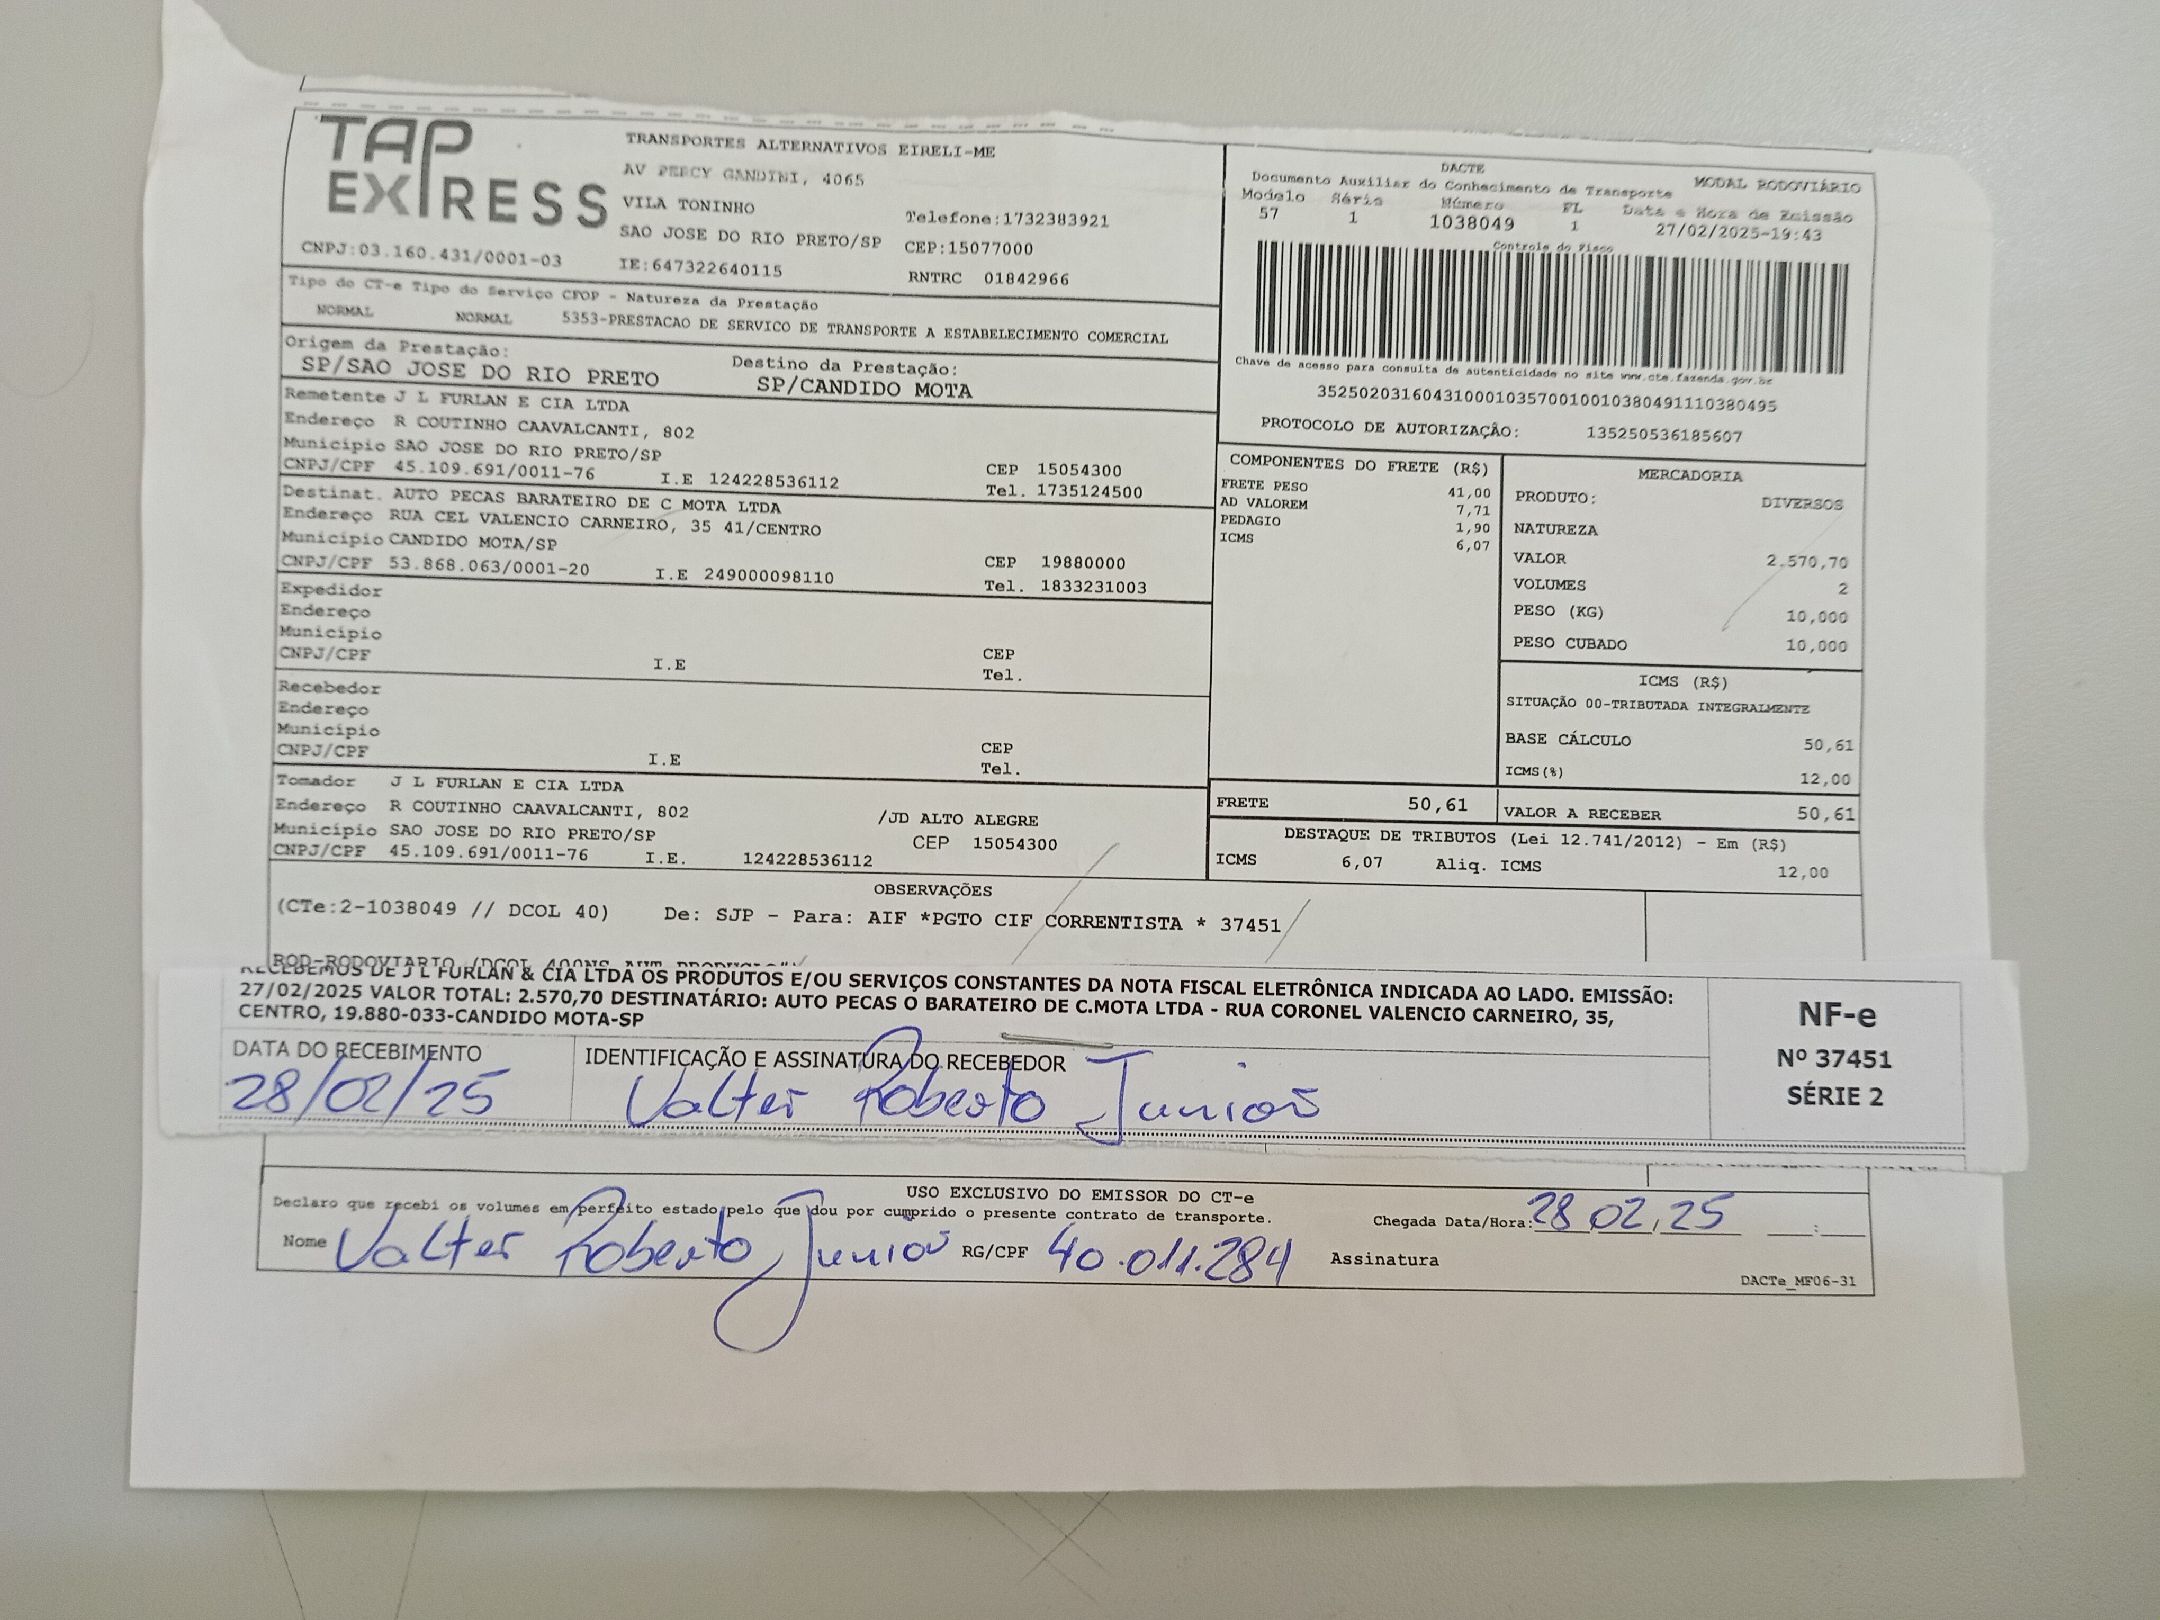 TAP EXPRESS
TRANSPORTES ALTERNATIVOS EIRELI-ME
AV PERCY GANDINI, 4065
VILA TONINHO Telefone:1732383921
SAO JOSE DO RIO PRETO/SP CEP:15077000
CNPJ:03.160.431/0001-03 IE:647322640115 RNTRC 01842966
DACTE MODAL RODOVIÁRIO
Documento Auxiliar do Conhecimento de Transporte
Modelo Série Número FL Data e Hora de Emissão
57 1 1038049 1 27/02/2025-19:43
Controle do Fisco
Chave de acesso para consulta de autenticidade no site www.cte.fazenda.gov.br
35250203160431000103570010010380491110380495
PROTOCOLO DE AUTORIZAÇÃO: 135250536185607
Tipo do CT-e Tipo do Serviço CFOP - Natureza da Prestação
NORMAL NORMAL 5353-PRESTACAO DE SERVICO DE TRANSPORTE A ESTABELECIMENTO COMERCIAL
Origem da Prestação: Destino da Prestação:
SP/SAO JOSE DO RIO PRETO SP/CANDIDO MOTA
Remetente J L FURLAN E CIA LTDA
Endereço R COUTINHO CAAVALCANTI, 802
Município SAO JOSE DO RIO PRETO/SP CEP 15054300
CNPJ/CPF 45.109.691/0011-76 I.E 124228536112 Tel. 1735124500
Destinat. AUTO PECAS BARATEIRO DE C MOTA LTDA
Endereço RUA CEL VALENCIO CARNEIRO, 35 41/CENTRO
Município CANDIDO MOTA/SP CEP 19880000
CNPJ/CPF 53.868.063/0001-20 I.E 249000098110 Tel. 1833231003
Expedidor
Endereço
Município CEP
CNPJ/CPF I.E Tel.
Recebedor
Endereço
Município CEP
CNPJ/CPF I.E Tel.
Tomador J L FURLAN E CIA LTDA
Endereço R COUTINHO CAAVALCANTI, 802 /JD ALTO ALEGRE
Município SAO JOSE DO RIO PRETO/SP CEP 15054300
CNPJ/CPF 45.109.691/0011-76 I.E. 124228536112
COMPONENTES DO FRETE (R$)
FRETE PESO 41,00
AD VALOREM 7,71
PEDAGIO 1,90
ICMS 6,07
MERCADORIA
PRODUTO: DIVERSOS
NATUREZA
VALOR 2.570,70
VOLUMES 2
PESO (KG) 10,000
PESO CUBADO 10,000
ICMS (R$)
SITUAÇÃO 00-TRIBUTADA INTEGRALMENTE
BASE CÁLCULO 50,61
ICMS(%) 12,00
FRETE 50,61 VALOR A RECEBER 50,61
DESTAQUE DE TRIBUTOS (Lei 12.741/2012) - Em (R$)
ICMS 6,07 Aliq. ICMS 12,00
OBSERVAÇÕES
(CTe:2-1038049 // DCOL 40) De: SJP - Para: AIF *PGTO CIF CORRENTISTA * 37451
RECEBEMOS DE J L FURLAN & CIA LTDA OS PRODUTOS E/OU SERVIÇOS CONSTANTES DA NOTA FISCAL ELETRÔNICA INDICADA AO LADO. EMISSÃO:
27/02/2025 VALOR TOTAL: 2.570,70 DESTINATÁRIO: AUTO PECAS O BARATEIRO DE C.MOTA LTDA - RUA CORONEL VALENCIO CARNEIRO, 35,
CENTRO, 19.880-033-CANDIDO MOTA-SP
DATA DO RECEBIMENTO IDENTIFICAÇÃO E ASSINATURA DO RECEBEDOR
28/02/25 Valter Roberto Junior
NF-e
Nº 37451
SÉRIE 2
USO EXCLUSIVO DO EMISSOR DO CT-e
Declaro que recebi os volumes em perfeito estado pelo que dou por cumprido o presente contrato de transporte. Chegada Data/Hora: 28 02, 25 :
Nome Valter Roberto Junior RG/CPF 40.011.284 Assinatura
DACTe_MF06-31